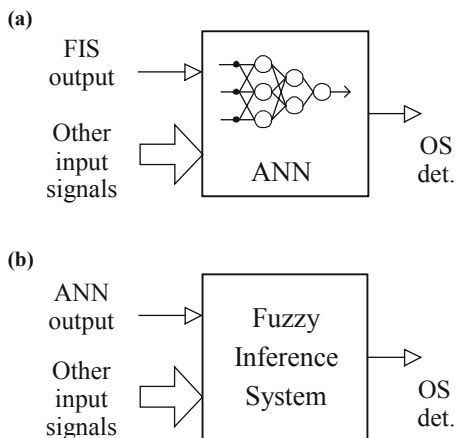 (a)
FIS
output
Other
input
signals
ANN
OS
det.
(b)
ANN
output
Other
input
signals
Fuzzy
Inference
System
OS
det.